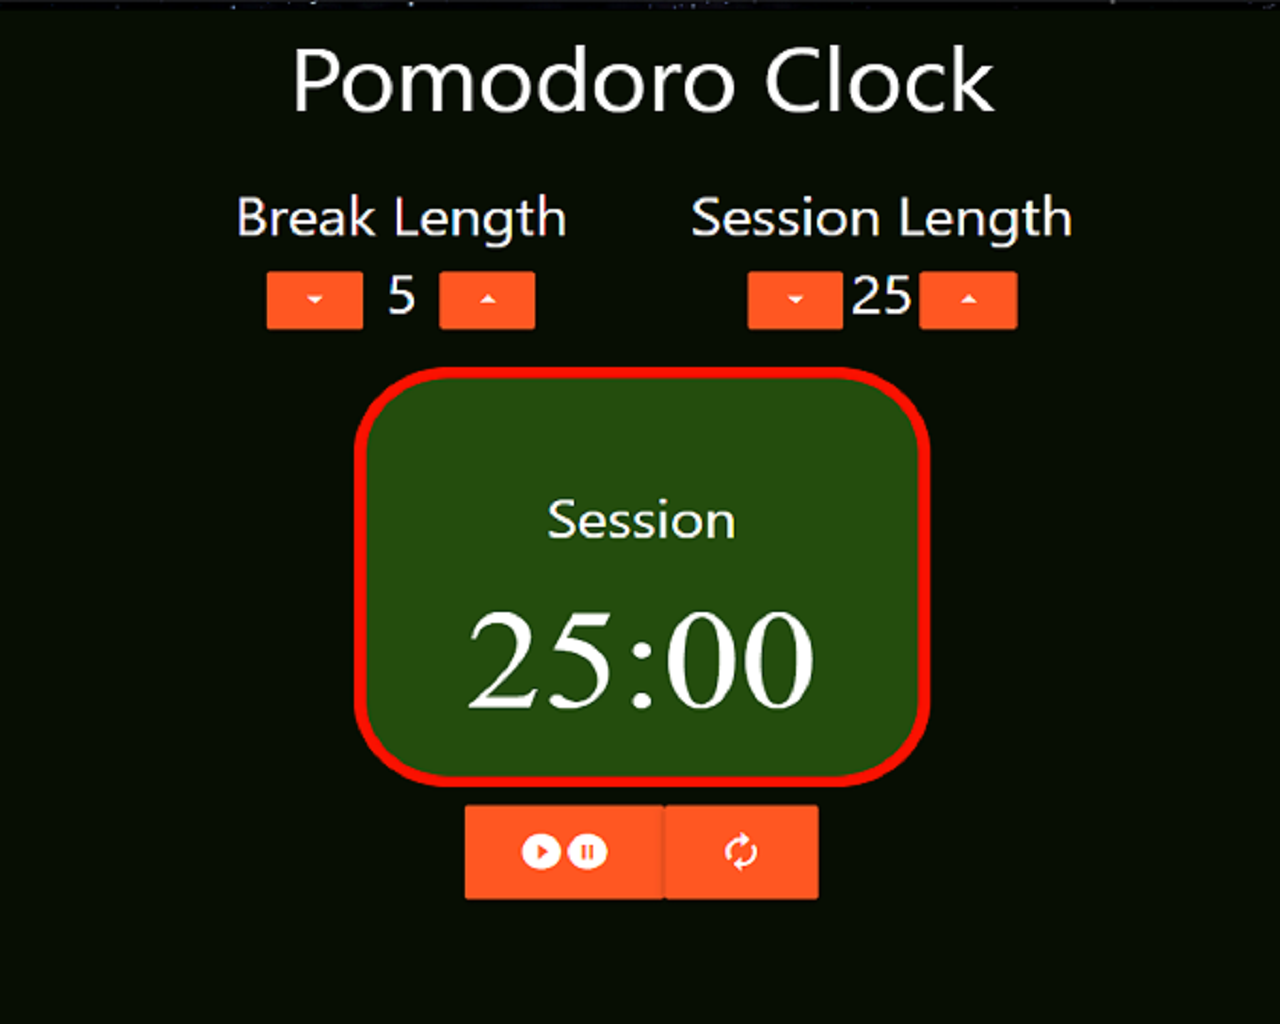 Pomodoro Clock
Break Length
Session Length
5
25
Session
25:00